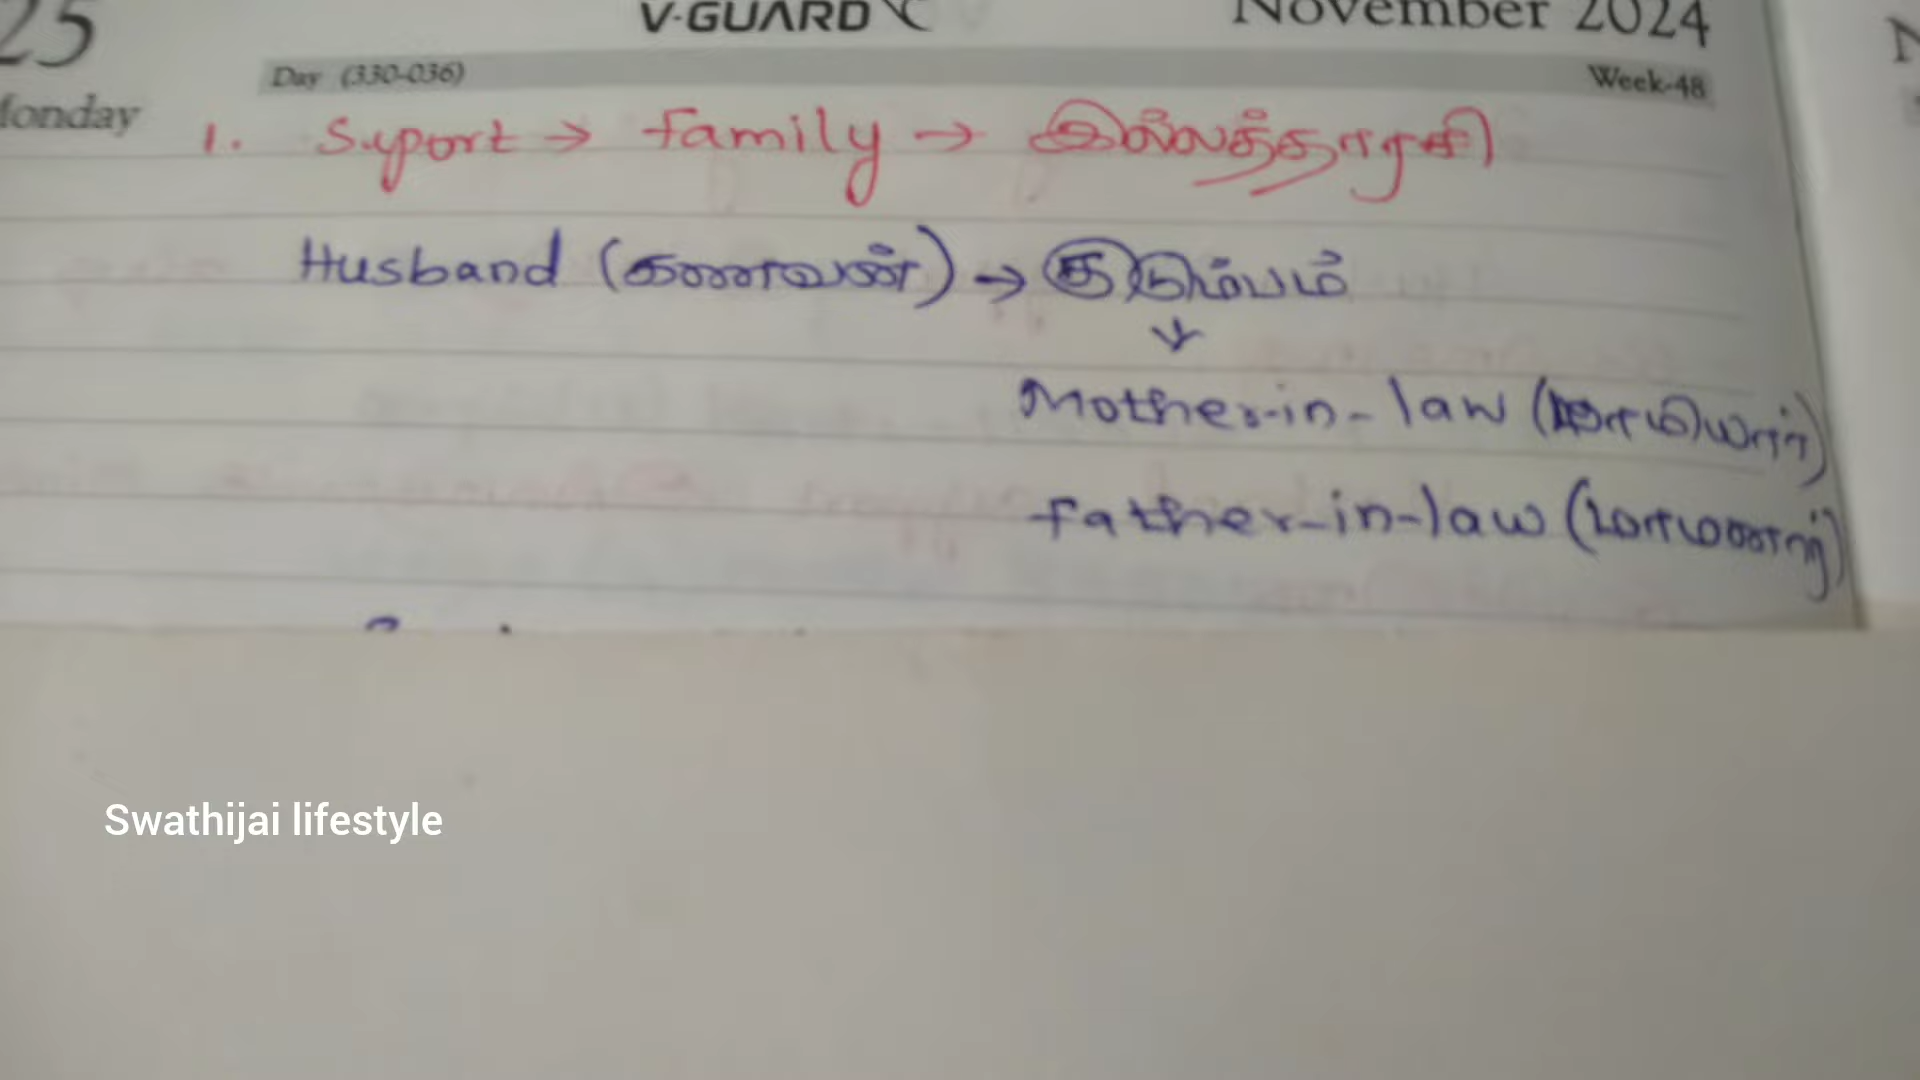 25 V-GUARD November 2024
Day (330-036) Week-48
Monday
1. Suport → family → இல்லத்தரசி
Husband (கணவன்) → குடும்பம்
↓
Mother-in-law (மாமியார்)
Father-in-law (மாமனார்)
Swathijai lifestyle